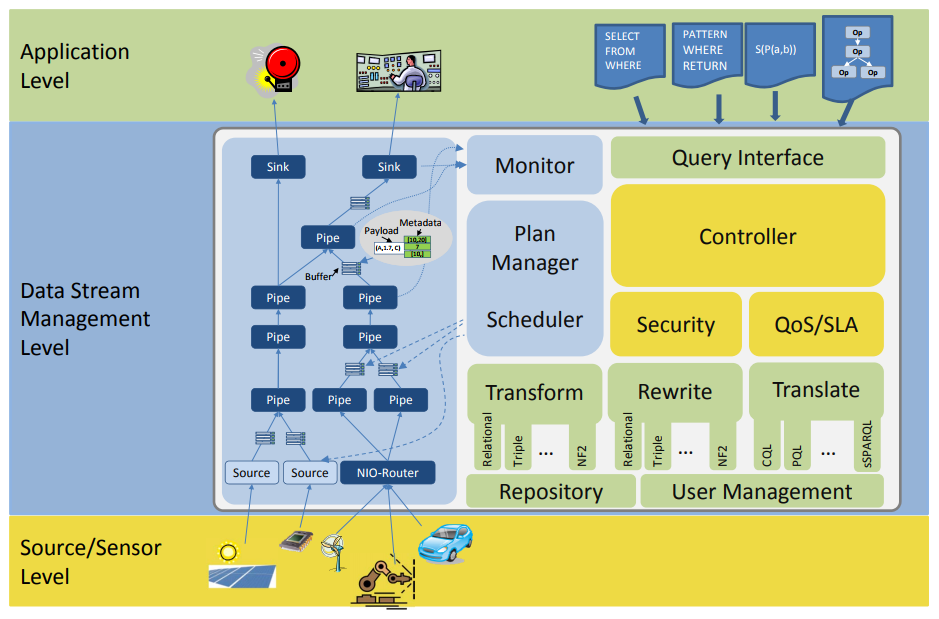 Application
Level
SELECT
FROM
WHERE
PATTERN
WHERE
RETURN
S(P(a,b))
Op
Op
Op
Op
Data Stream
Management
Level
Sink
Sink
Pipe
Payload
Metadata
(A,1.7, C)
[10,20]
7
[10,]
Buffer
Pipe
Pipe
Pipe
Pipe
Pipe
Pipe
Pipe
Source
Source
NIO-Router
Monitor
Plan
Manager
Scheduler
Query Interface
Controller
Security
QoS/SLA
Transform
Relational
Triple
...
NF2
Rewrite
Relational
Triple
...
NF2
Translate
CQL
PQL
...
sSPARQL
Repository
User Management
Source/Sensor
Level